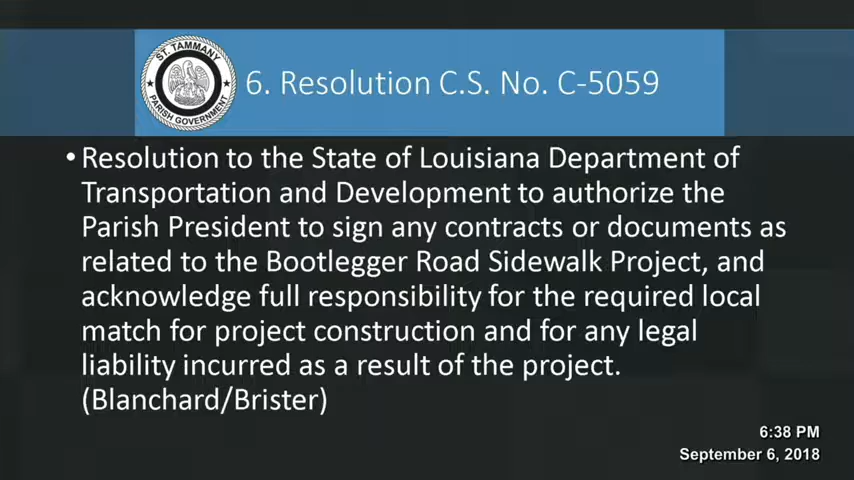 ST. TAMMANY
PARISH GOVERNMENT
6. Resolution C.S. No. C-5059
• Resolution to the State of Louisiana Department of
Transportation and Development to authorize the
Parish President to sign any contracts or documents as
related to the Bootlegger Road Sidewalk Project, and
acknowledge full responsibility for the required local
match for project construction and for any legal
liability incurred as a result of the project.
(Blanchard/Brister)
6:38 PM
September 6, 2018